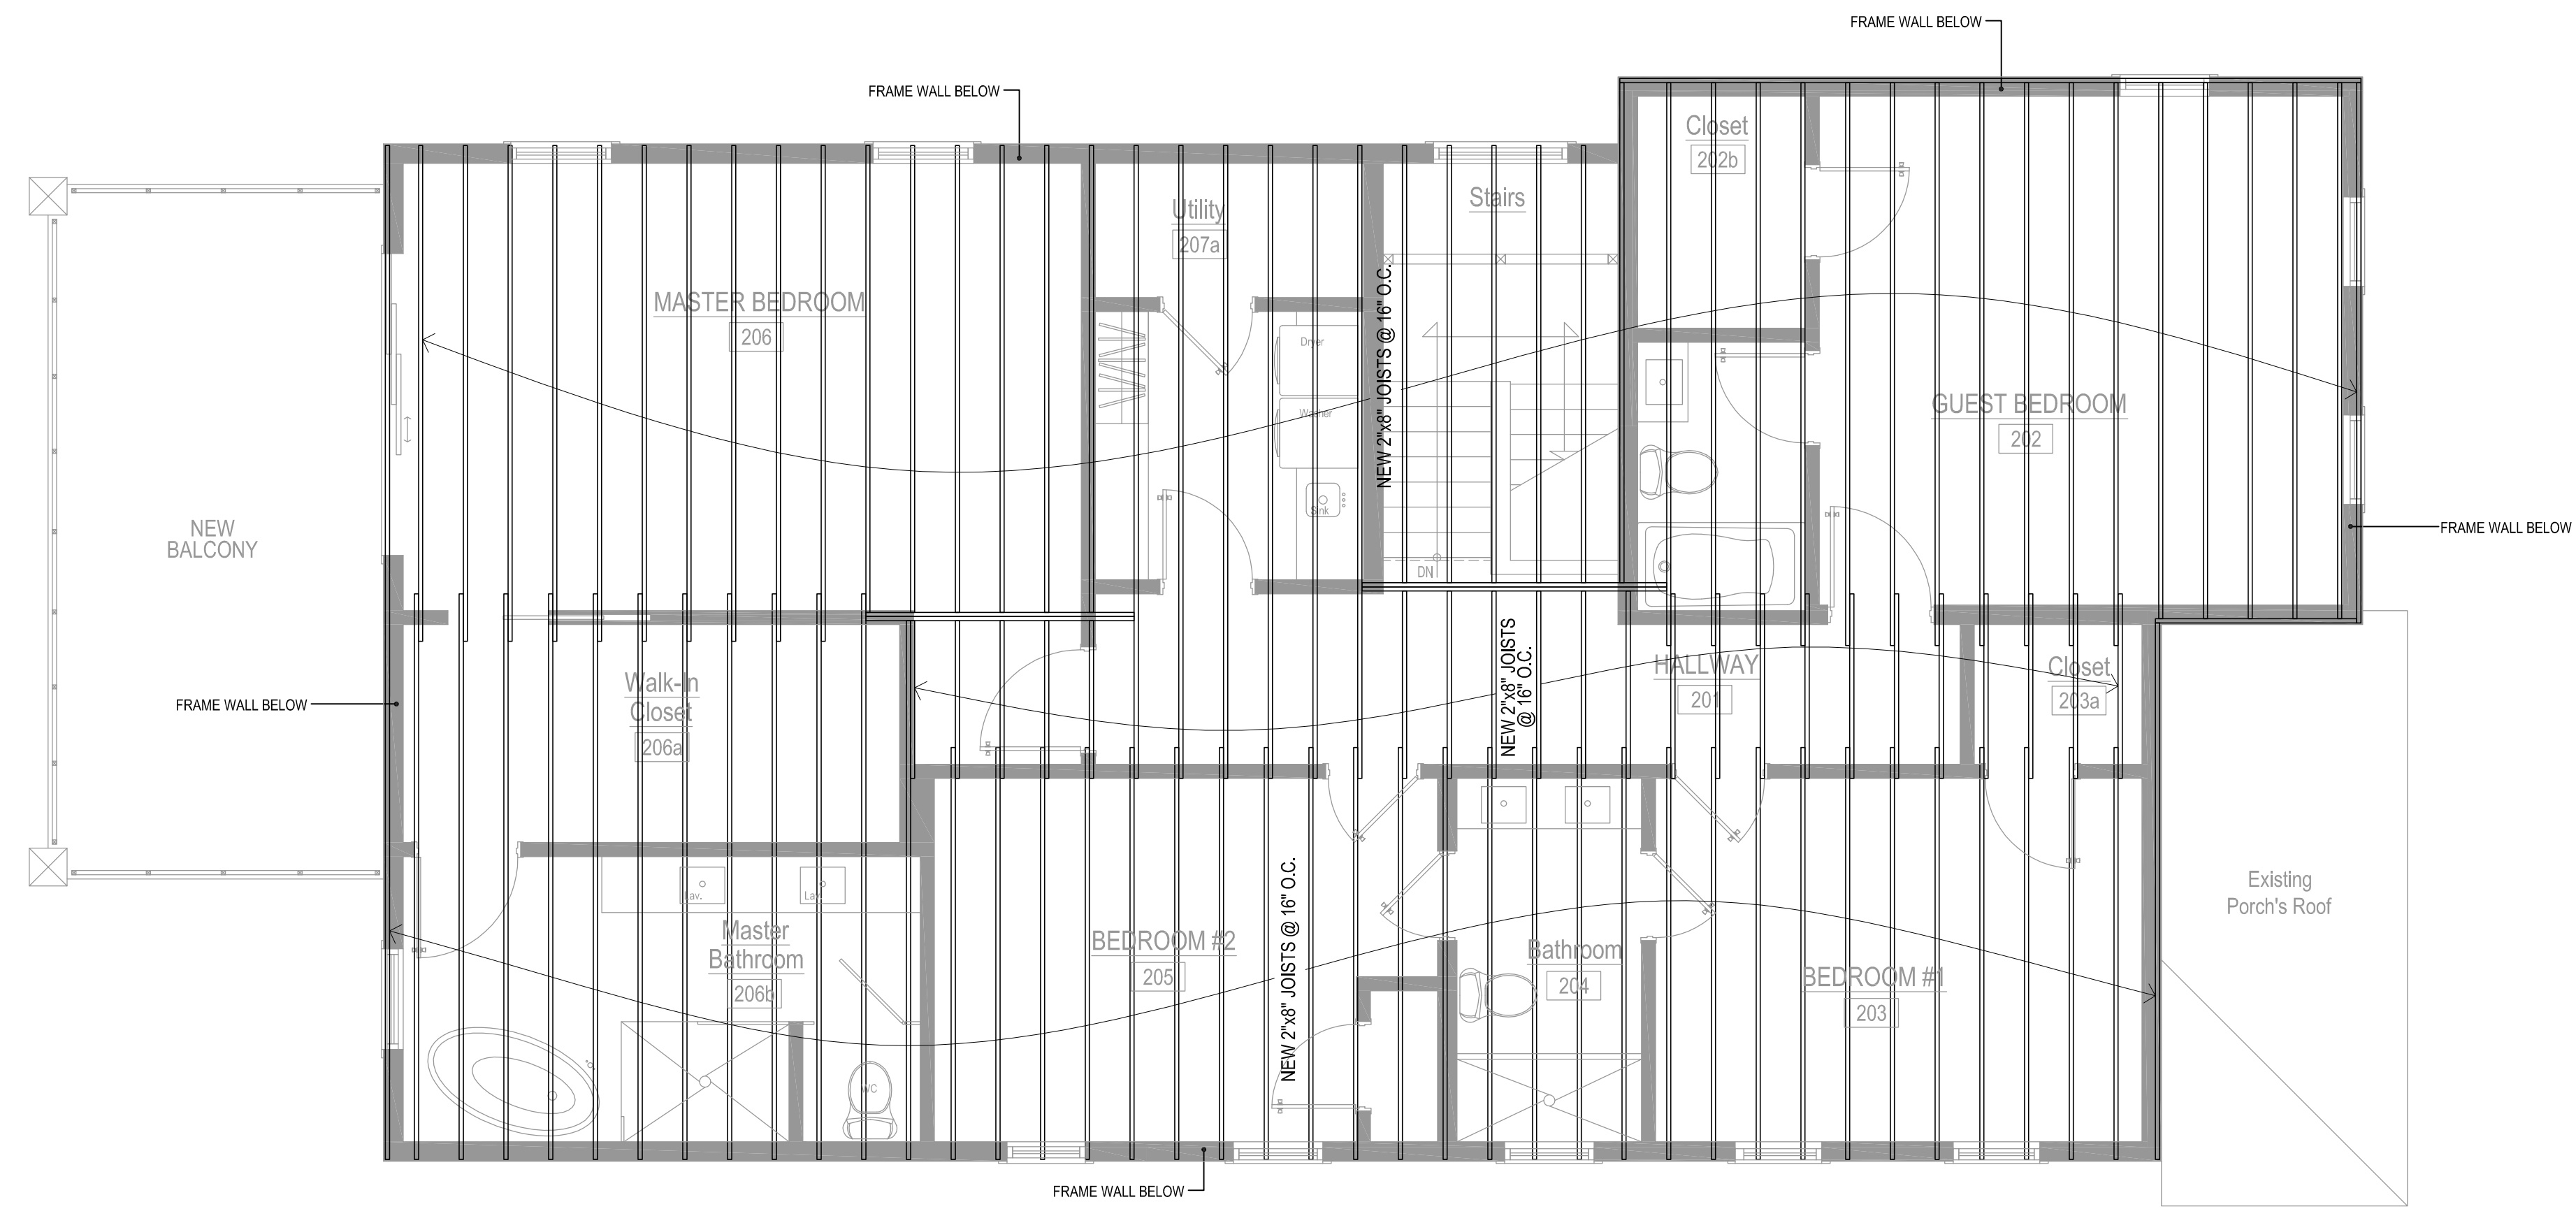 FRAME WALL BELOW
FRAME WALL BELOW
Closet
202b
Stairs
Utility
207a
MASTER BEDROOM
206
NEW 2"x8" JOISTS @ 16" O.C.
Dryer
Washer
GUEST BEDROOM
202
Sink
NEW
BALCONY
FRAME WALL BELOW
DN
NEW 2"x8" JOISTS
@ 16" O.C.
HALLWAY
201
Closet
203a
Walk-In
Closet
206a
FRAME WALL BELOW
Lav.
Lav.
Master
Bathroom
206b
BEDROOM #2
205
NEW 2"x8" JOISTS @ 16" O.C.
Bathroom
204
BEDROOM #1
203
Existing
Porch's Roof
WC
FRAME WALL BELOW